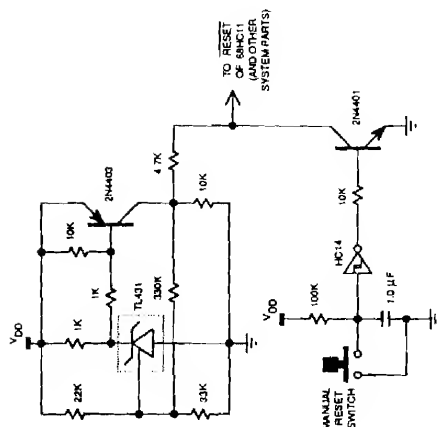 TO RESET
OF 68HC11
(AND OTHER
SYSTEM PARTS)
2N4401
2N4403
4.7K
10K
10K
330K
10K
HC14
1K
TL431
1K
VDD
VDD
100K
1.0 µF
22K
33K
MANUAL
RESET
SWITCH